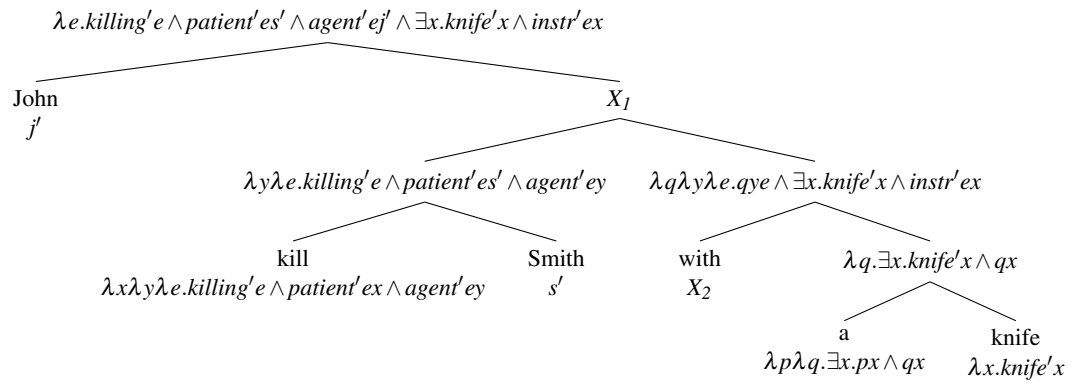 λe.killing′e ∧ patient′es′ ∧ agent′ej′ ∧ ∃x.knife′x ∧ instr′ex
John
j′
X₁
λyλe.killing′e ∧ patient′es′ ∧ agent′ey
λqλyλe.qye ∧ ∃x.knife′x ∧ instr′ex
kill
λxλyλe.killing′e ∧ patient′ex ∧ agent′ey
Smith
s′
with
X₂
λq.∃x.knife′x ∧ qx
a
λpλq.∃x.px ∧ qx
knife
λx.knife′x